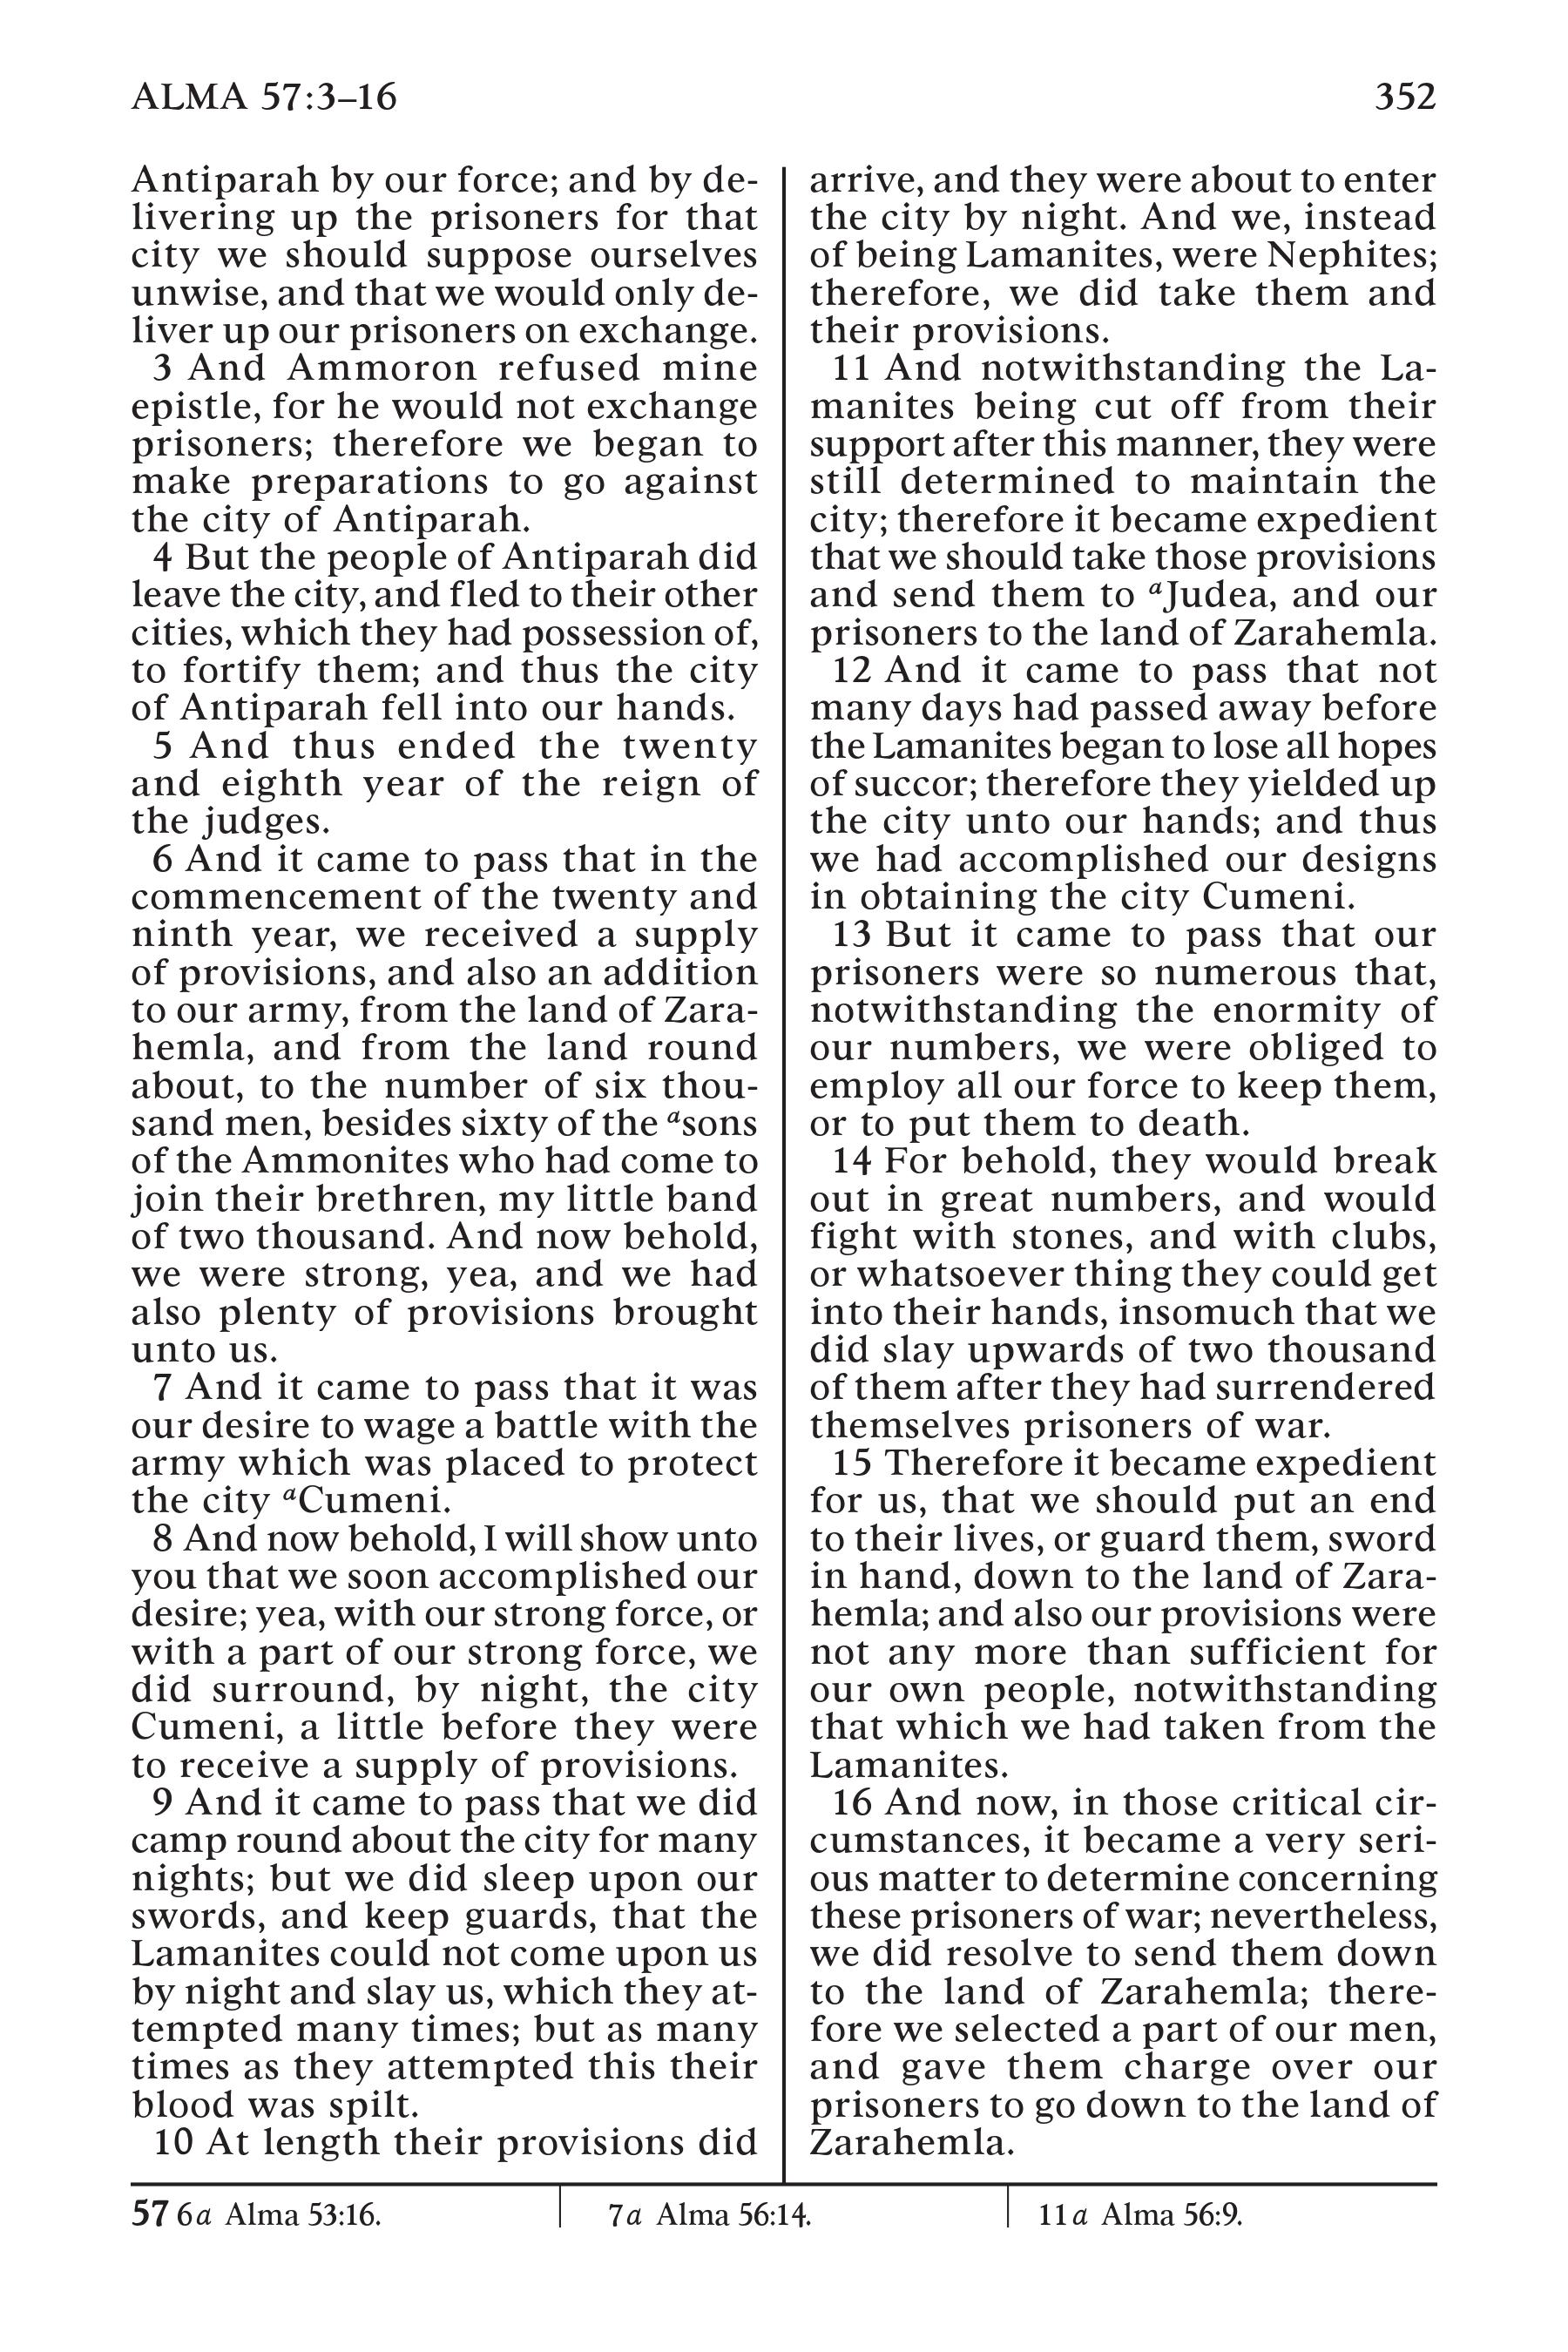 ALMA 57:3–16
352
Antiparah by our force; and by de-
livering up the prisoners for that
city we should suppose ourselves
unwise, and that we would only de-
liver up our prisoners on exchange.
3 And Ammoron refused mine
epistle, for he would not exchange
prisoners; therefore we began to
make preparations to go against
the city of Antiparah.
4 But the people of Antiparah did
leave the city, and fled to their other
cities, which they had possession of,
to fortify them; and thus the city
of Antiparah fell into our hands.
5 And thus ended the twenty
and eighth year of the reign of
the judges.
6 And it came to pass that in the
commencement of the twenty and
ninth year, we received a supply
of provisions, and also an addition
to our army, from the land of Zara-
hemla, and from the land round
about, to the number of six thou-
sand men, besides sixty of the asons
of the Ammonites who had come to
join their brethren, my little band
of two thousand. And now behold,
we were strong, yea, and we had
also plenty of provisions brought
unto us.
7 And it came to pass that it was
our desire to wage a battle with the
army which was placed to protect
the city aCumeni.
8 And now behold, I will show unto
you that we soon accomplished our
desire; yea, with our strong force, or
with a part of our strong force, we
did surround, by night, the city
Cumeni, a little before they were
to receive a supply of provisions.
9 And it came to pass that we did
camp round about the city for many
nights; but we did sleep upon our
swords, and keep guards, that the
Lamanites could not come upon us
by night and slay us, which they at-
tempted many times; but as many
times as they attempted this their
blood was spilt.
10 At length their provisions did
arrive, and they were about to enter
the city by night. And we, instead
of being Lamanites, were Nephites;
therefore, we did take them and
their provisions.
11 And notwithstanding the La-
manites being cut off from their
support after this manner, they were
still determined to maintain the
city; therefore it became expedient
that we should take those provisions
and send them to aJudea, and our
prisoners to the land of Zarahemla.
12 And it came to pass that not
many days had passed away before
the Lamanites began to lose all hopes
of succor; therefore they yielded up
the city unto our hands; and thus
we had accomplished our designs
in obtaining the city Cumeni.
13 But it came to pass that our
prisoners were so numerous that,
notwithstanding the enormity of
our numbers, we were obliged to
employ all our force to keep them,
or to put them to death.
14 For behold, they would break
out in great numbers, and would
fight with stones, and with clubs,
or whatsoever thing they could get
into their hands, insomuch that we
did slay upwards of two thousand
of them after they had surrendered
themselves prisoners of war.
15 Therefore it became expedient
for us, that we should put an end
to their lives, or guard them, sword
in hand, down to the land of Zara-
hemla; and also our provisions were
not any more than sufficient for
our own people, notwithstanding
that which we had taken from the
Lamanites.
16 And now, in those critical cir-
cumstances, it became a very seri-
ous matter to determine concerning
these prisoners of war; nevertheless,
we did resolve to send them down
to the land of Zarahemla; there-
fore we selected a part of our men,
and gave them charge over our
prisoners to go down to the land of
Zarahemla.
57 6a Alma 53:16.
7a Alma 56:14.
11a Alma 56:9.